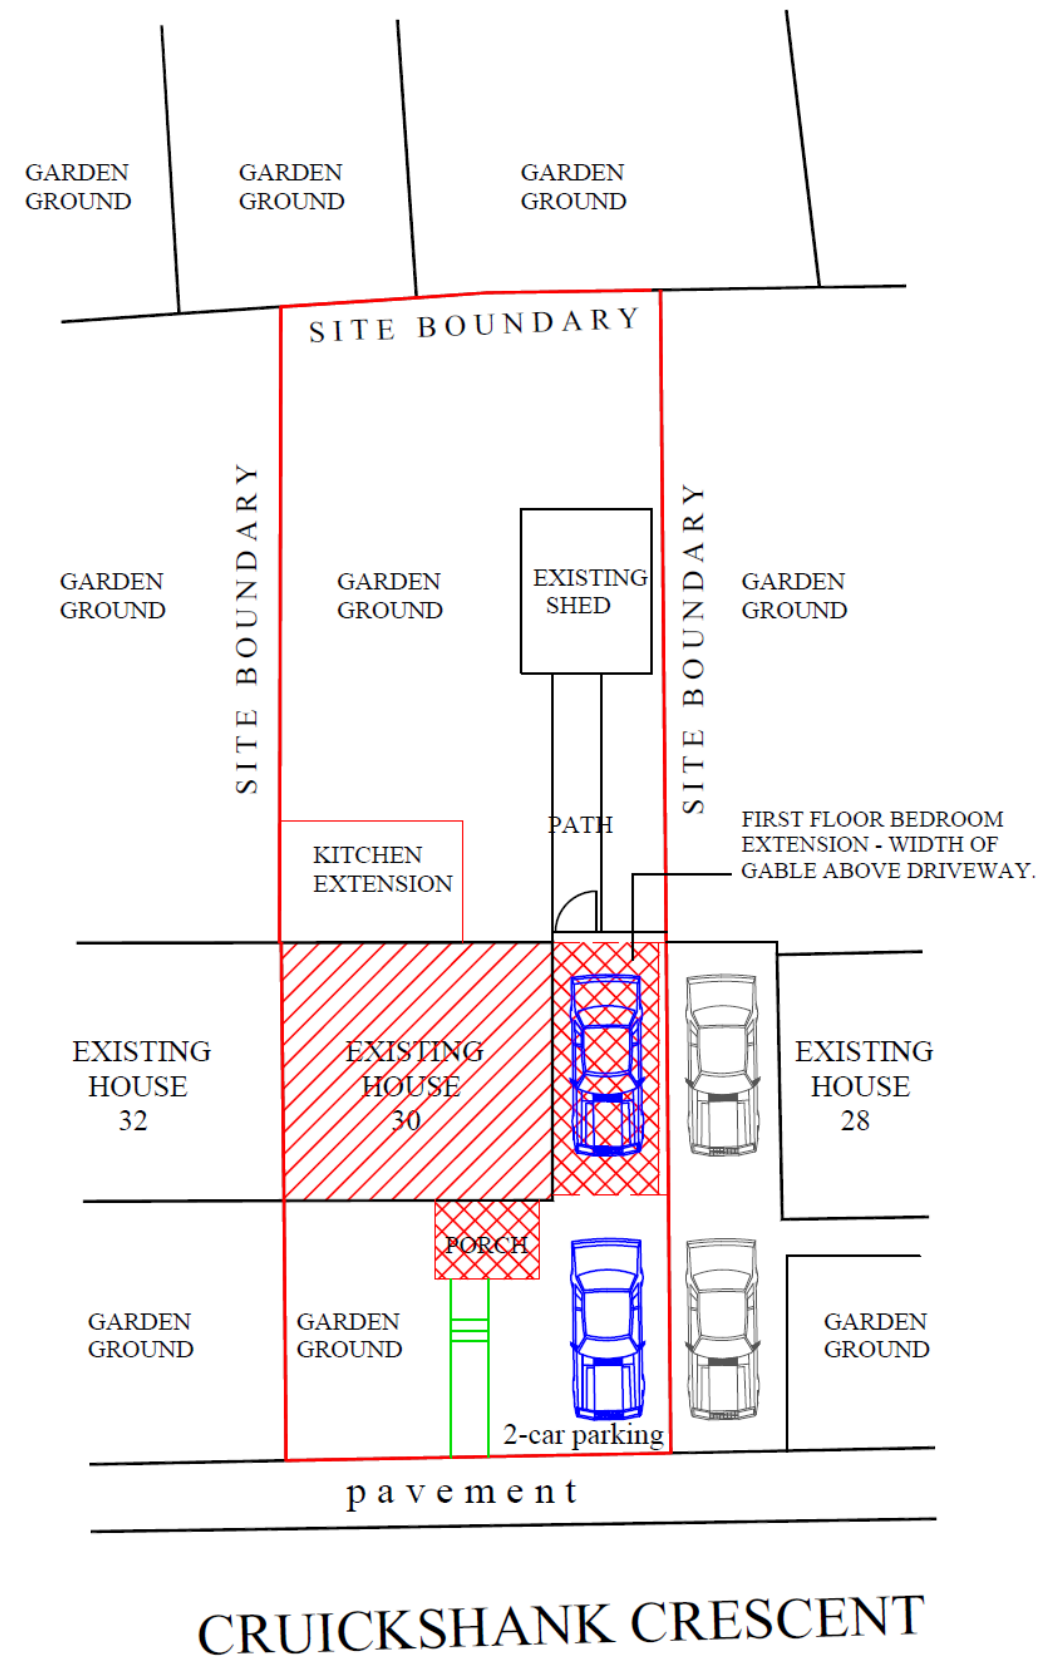 GARDEN
GROUND
GARDEN
GROUND
GARDEN
GROUND
SITE BOUNDARY
SITE BOUNDARY
SITE BOUNDARY
GARDEN
GROUND
GARDEN
GROUND
EXISTING
SHED
GARDEN
GROUND
PATH
FIRST FLOOR BEDROOM
EXTENSION - WIDTH OF
GABLE ABOVE DRIVEWAY.
KITCHEN
EXTENSION
EXISTING
HOUSE
32
EXISTING
HOUSE
30
EXISTING
HOUSE
28
PORCH
GARDEN
GROUND
GARDEN
GROUND
GARDEN
GROUND
2-car parking
pavement
CRUICKSHANK CRESCENT